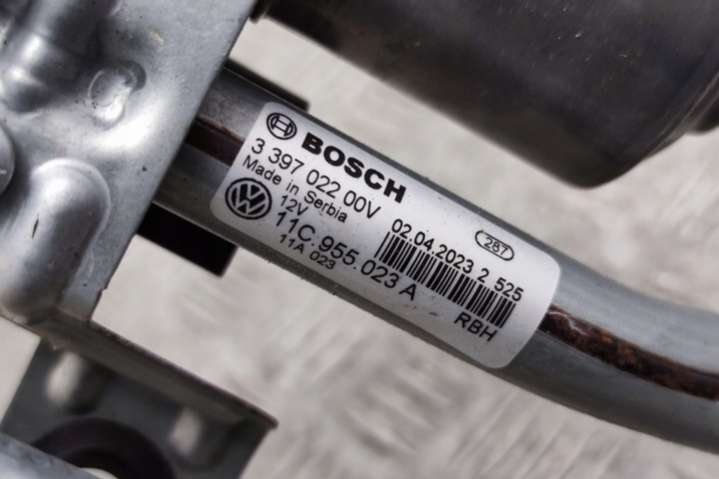 BOSCH
3 397 022 00V
Made in Serbia
12V
02.04.2023 2 525
287
11C.955.023 A
11A 023
RBH